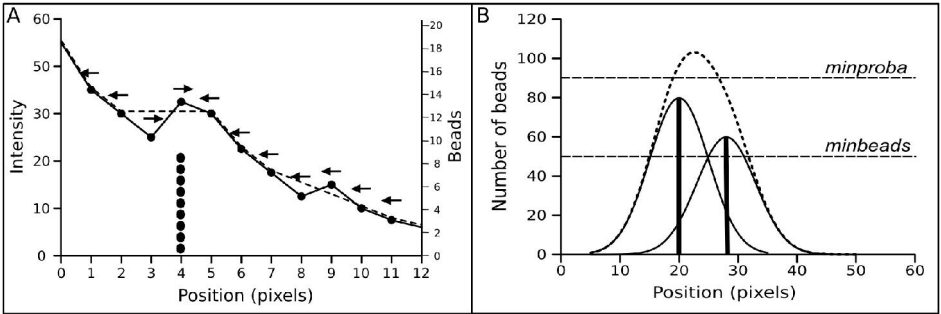 A
60
50
40
30
20
10
0
Intensity
0 1 2 3 4 5 6 7 8 9 10 11 12
Position (pixels)
20
18
16
14
12
10
8
6
4
2
0
Beads
B
120
100
80
60
40
20
0
Number of beads
minproba
minbeads
0 10 20 30 40 50 60
Position (pixels)